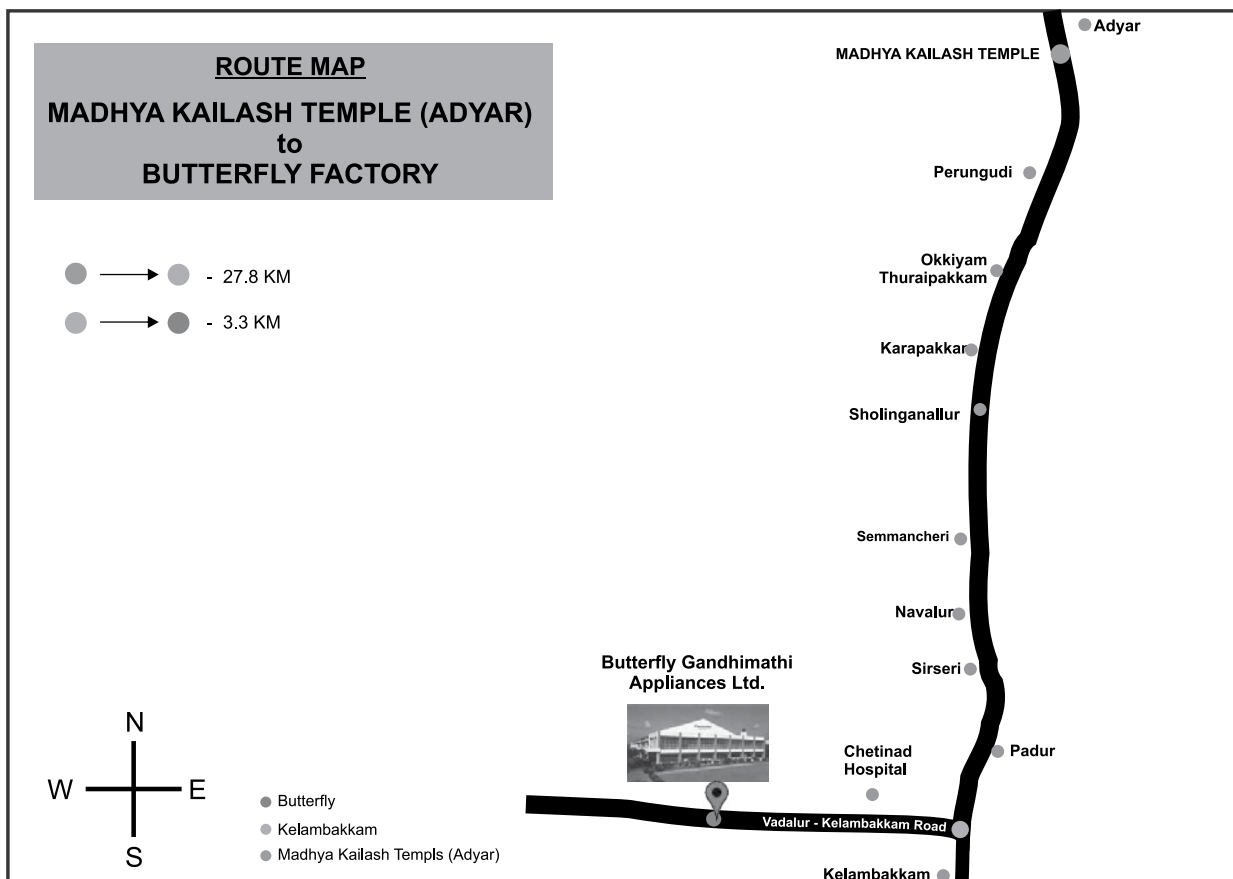 ROUTE MAP
MADHYA KAILASH TEMPLE (ADYAR)
to
BUTTERFLY FACTORY
- 27.8 KM
- 3.3 KM
Adyar
MADHYA KAILASH TEMPLE
Perungudi
Okkiyam
Thuraipakkam
Karapakkar
Sholinganallur
Semmancheri
Navalur
Sirseri
Butterfly Gandhimathi
Appliances Ltd.
Padur
Chetinad
Hospital
Vadalur - Kelambakkam Road
Kelambakkam
N
W
E
S
Butterfly
Kelambakkam
Madhya Kailash Templs (Adyar)